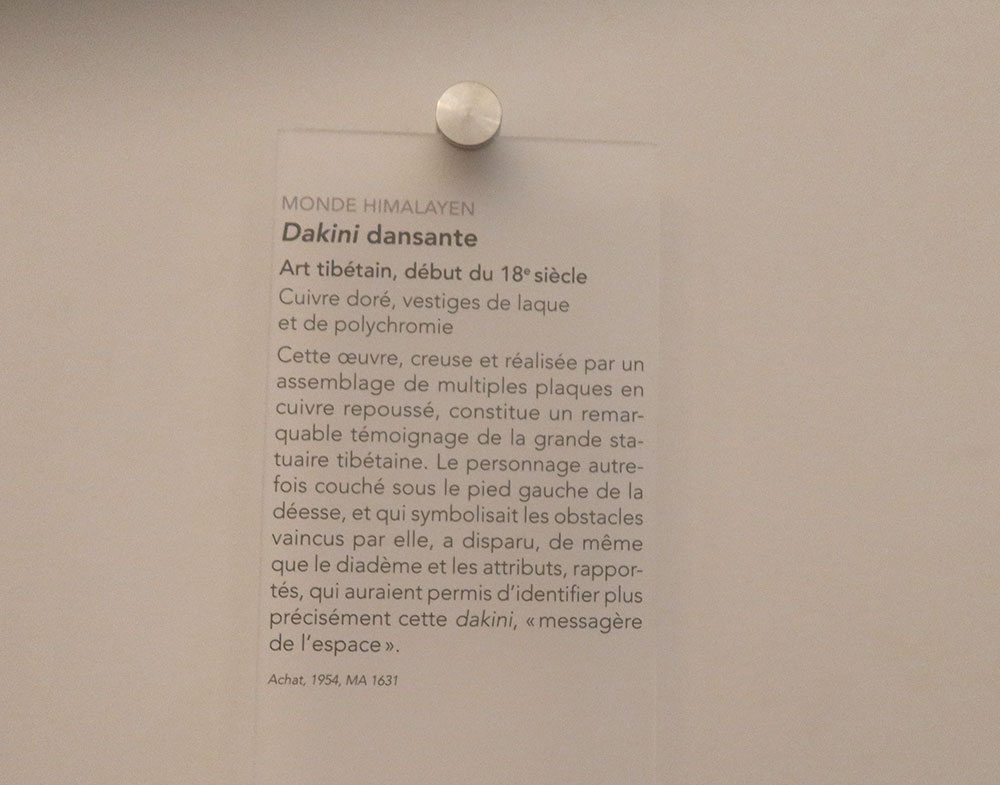 MONDE HIMALAYEN
Dakini dansante
Art tibétain, début du 18e siècle
Cuivre doré, vestiges de laque
et de polychromie
Cette œuvre, creuse et réalisée par un
assemblage de multiples plaques en
cuivre repoussé, constitue un remar-
quable témoignage de la grande sta-
tuaire tibétaine. Le personnage autre-
fois couché sous le pied gauche de la
déesse, et qui symbolisait les obstacles
vaincus par elle, a disparu, de même
que le diadème et les attributs, rappor-
tés, qui auraient permis d'identifier plus
précisément cette dakini, « messagère
de l'espace ».
Achat, 1954, MA 1631